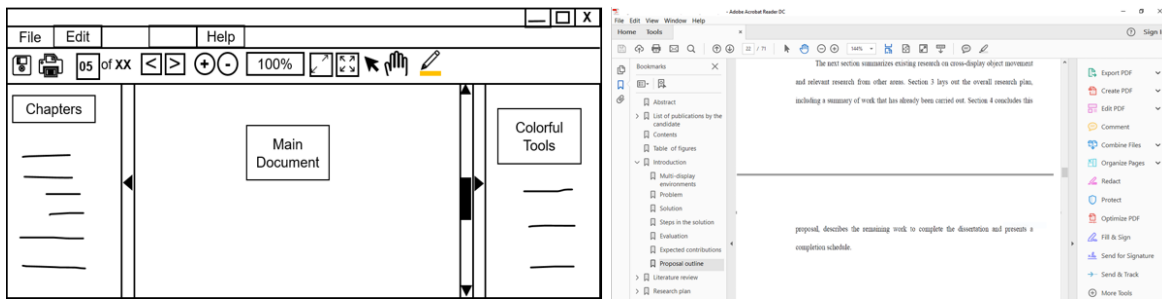 X
File Edit Help
05 of XX < > + - 100%
Chapters
Main
Document
Colorful
Tools
- Adobe Acrobat Reader DC
File Edit View Window Help
Home Tools
Sign I
22 / 71
144%
Bookmarks
Abstract
List of publications by the
candidate
Contents
Table of figures
Introduction
Multi-display
environments
Problem
Solution
Steps in the solution
Evaluation
Expected contributions
Proposal outline
Literature review
Research plan
The next section summarizes existing research on cross-display object movement
and relevant research from other areas. Section 3 lays out the overall research plan,
including a summary of work that has already been carried out. Section 4 concludes this
proposal, describes the remaining work to complete the dissertation and presents a
completion schedule.
Export PDF
Create PDF
Edit PDF
Comment
Combine Files
Organize Pages
Redact
Protect
Optimize PDF
Fill & Sign
Send for Signature
Send & Track
More Tools